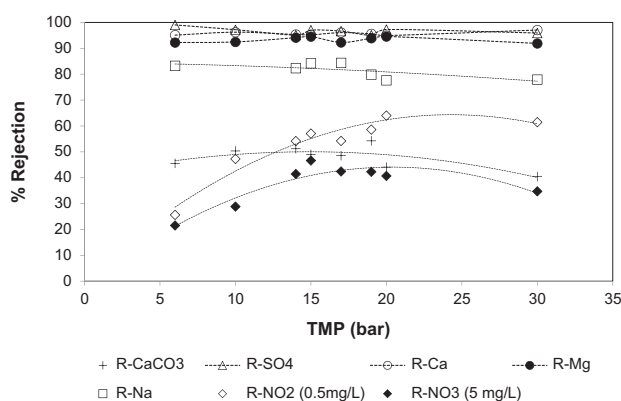 100
90
80
70
60
50
40
30
20
10
0
% Rejection
0 5 10 15 20 25 30 35
TMP (bar)
R-CaCO3 R-SO4 R-Ca R-Mg
R-Na R-NO2 (0.5mg/L) R-NO3 (5 mg/L)